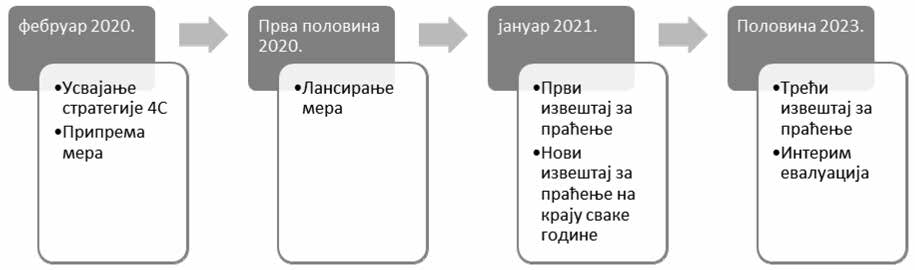 фебруар 2020.
•Усвајање
стратегије 4С
•Припрема
мера
Прва половина
2020.
•Лансирање
мера
јануар 2021.
•Први
извештај за
праћење
•Нови
извештај за
праћење на
крају сваке
године
Половина 2023.
•Трећи
извештај за
праћење
•Интерим
евалуација